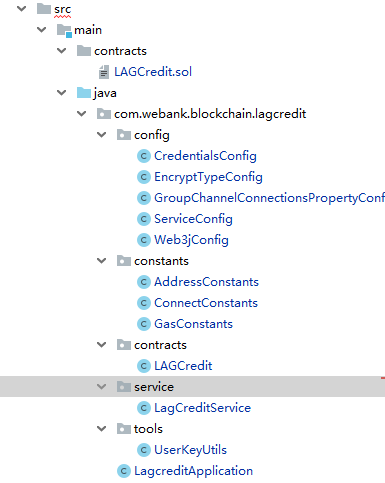 src
main
contracts
LAGCredit.sol
java
com.webank.blockchain.lagcredit
config
CredentialsConfig
EncryptTypeConfig
GroupChannelConnectionsPropertyConf
ServiceConfig
Web3jConfig
constants
AddressConstants
ConnectConstants
GasConstants
contracts
LAGCredit
service
LagCreditService
tools
UserKeyUtils
LagcreditApplication